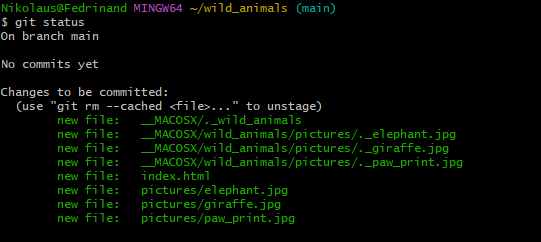 Nikolaus@Fedrinand MINGW64 ~/wild_animals (main)
$ git status
On branch main
No commits yet
Changes to be committed:
  (use "git rm --cached <file>..." to unstage)
        new file:   __MACOSX/._wild_animals
        new file:   __MACOSX/wild_animals/pictures/._elephant.jpg
        new file:   __MACOSX/wild_animals/pictures/._giraffe.jpg
        new file:   __MACOSX/wild_animals/pictures/._paw_print.jpg
        new file:   index.html
        new file:   pictures/elephant.jpg
        new file:   pictures/giraffe.jpg
        new file:   pictures/paw_print.jpg